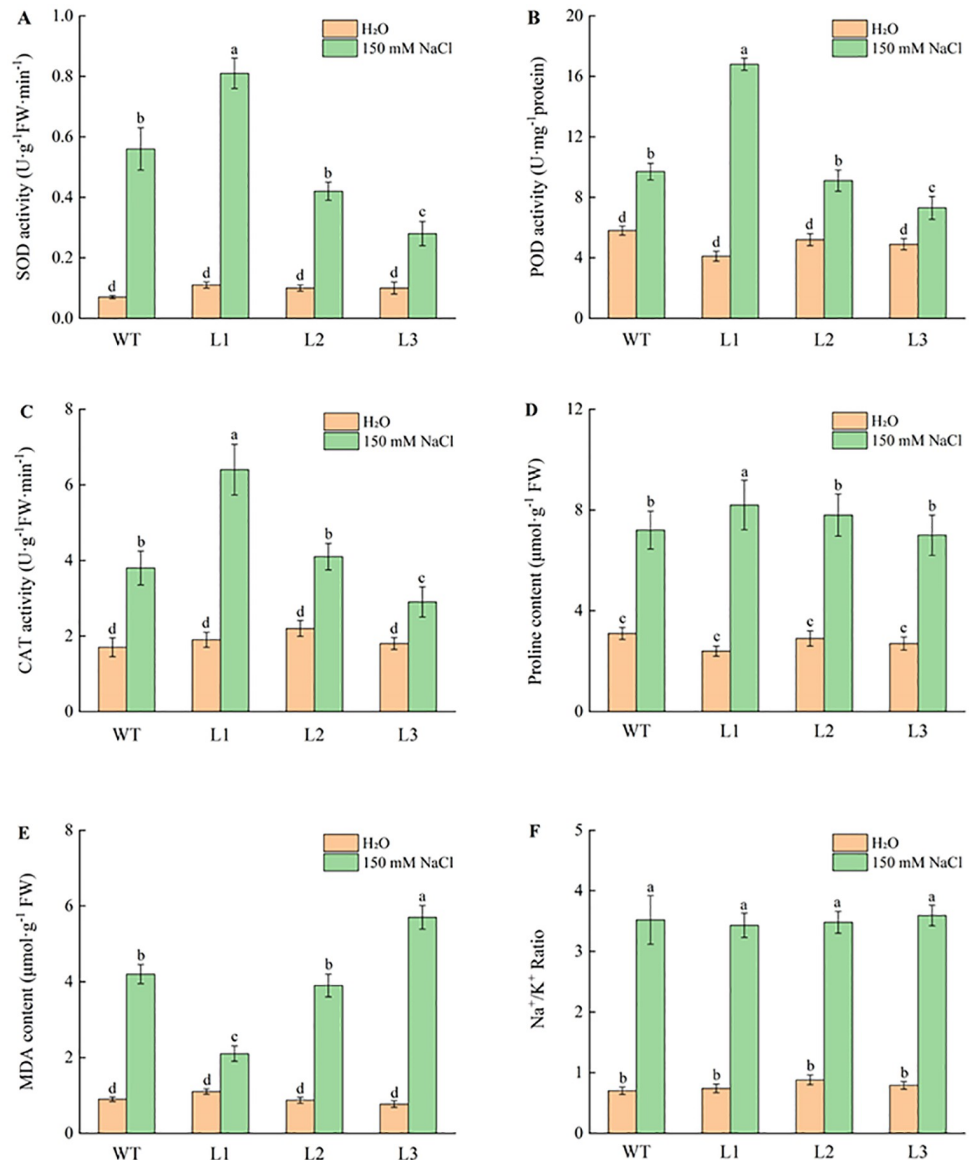 A
SOD activity (U·g⁻¹FW·min⁻¹)
1.0
0.8
0.6
0.4
0.2
0.0
H₂O
150 mM NaCl
d
b
d
a
d
b
d
c
WT L1 L2 L3
B
POD activity (U·mg⁻¹protein)
20
16
12
8
4
0
H₂O
150 mM NaCl
d
b
d
a
d
b
d
c
WT L1 L2 L3
C
CAT activity (U·g⁻¹FW·min⁻¹)
8
6
4
2
0
H₂O
150 mM NaCl
d
b
d
a
d
b
d
c
WT L1 L2 L3
D
Proline content (μmol·g⁻¹ FW)
12
8
4
0
H₂O
150 mM NaCl
c
b
c
a
c
b
c
b
WT L1 L2 L3
E
MDA content (μmol·g⁻¹ FW)
8
6
4
2
0
H₂O
150 mM NaCl
d
b
d
c
d
b
d
a
WT L1 L2 L3
F
Na⁺/K⁺ Ratio
5
4
3
2
1
0
H₂O
150 mM NaCl
b
a
b
a
b
a
b
a
WT L1 L2 L3